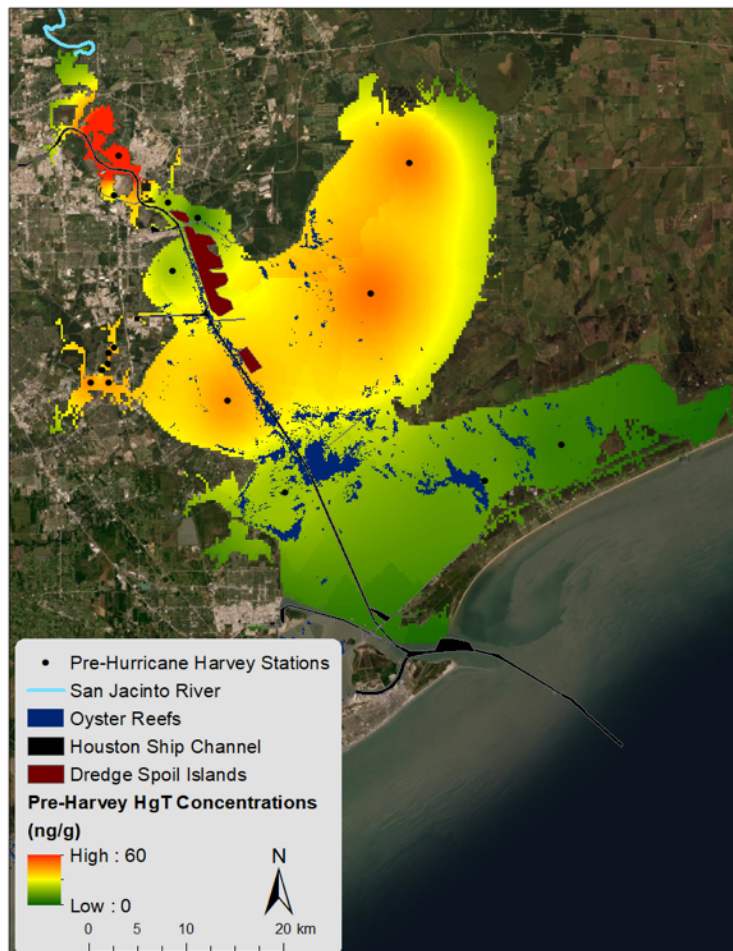 Pre-Hurricane Harvey Stations
San Jacinto River
Oyster Reefs
Houston Ship Channel
Dredge Spoil Islands
Pre-Harvey HgT Concentrations
(ng/g)
High : 60
Low : 0
N
0 5 10 20 km